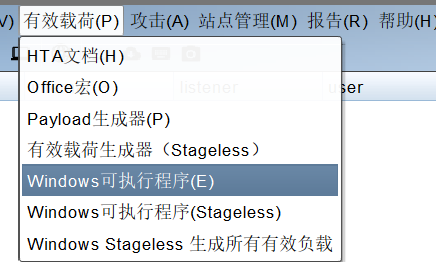 V) 有效载荷(P) 攻击(A) 站点管理(M) 报告(R) 帮助(H)
HTA文档(H)
Office宏(O)
listener user
Payload生成器(P)
有效载荷生成器（Stageless）
Windows可执行程序(E)
Windows可执行程序(Stageless)
Windows Stageless 生成所有有效负载